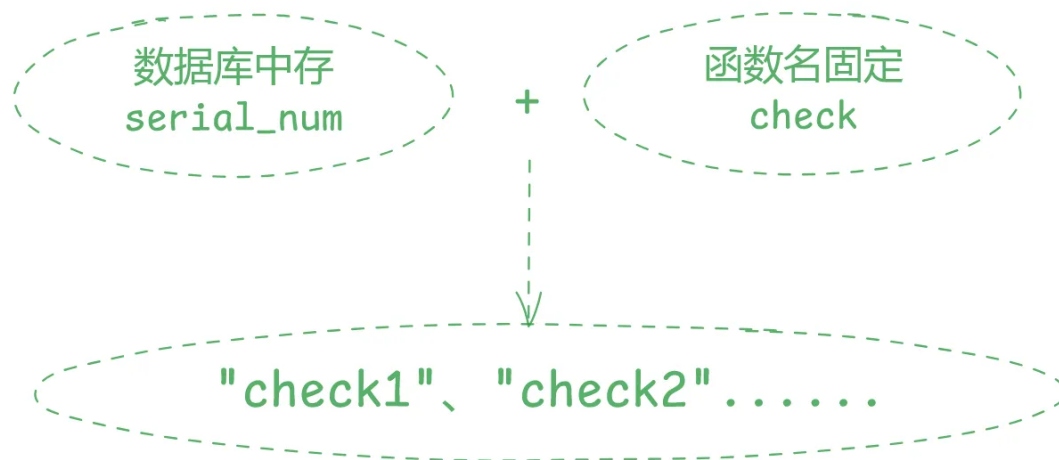 数据库中存
serial_num
+
函数名固定
check
"check1"、"check2"......